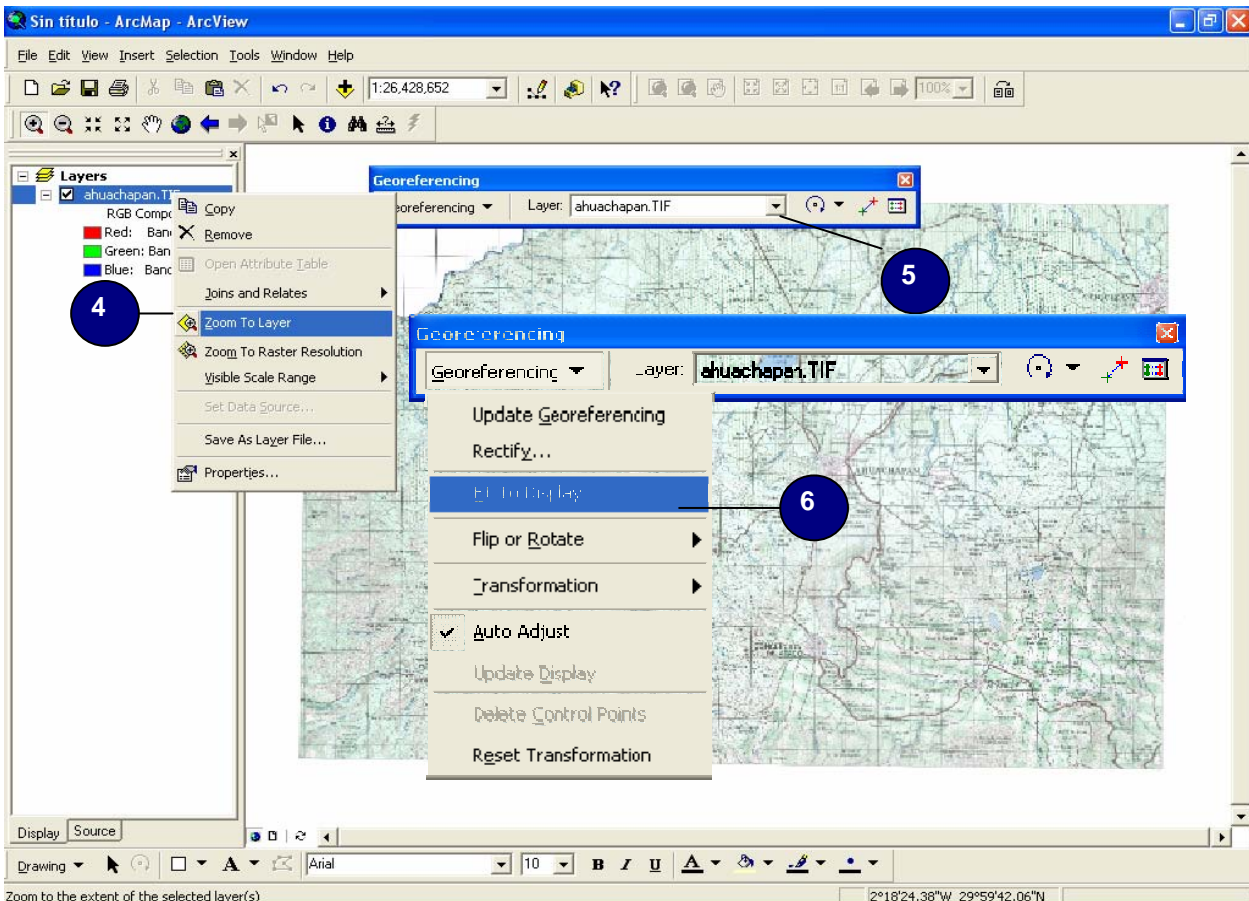 Sin título - ArcMap - ArcView
File Edit View Insert Selection Tools Window Help
1:26,428,652
100%
Layers
ahuachapan.TIF
RGB Compo
Red: Ban
Green: Ban
Blue: Banc
Copy
Remove
Open Attribute Table
Joins and Relates
Zoom To Layer
Zoom To Raster Resolution
Visible Scale Range
Set Data Source...
Save As Layer File...
Properties...
4
Georeferencing
eoreferencing Layer: ahuachapan.TIF
5
Georeferencing
Georeferencing Layer: ahuachapan.TIF
Update Georeferencing
Rectify...
Fit To Display
Flip or Rotate
Transformation
Auto Adjust
Update Display
Delete Control Points
Reset Transformation
6
AHUACHAPAN
Display Source
Drawing A Arial 10 B I U A
Zoom to the extent of the selected layer(s) 2°18'24.38"W 29°59'42.06"N